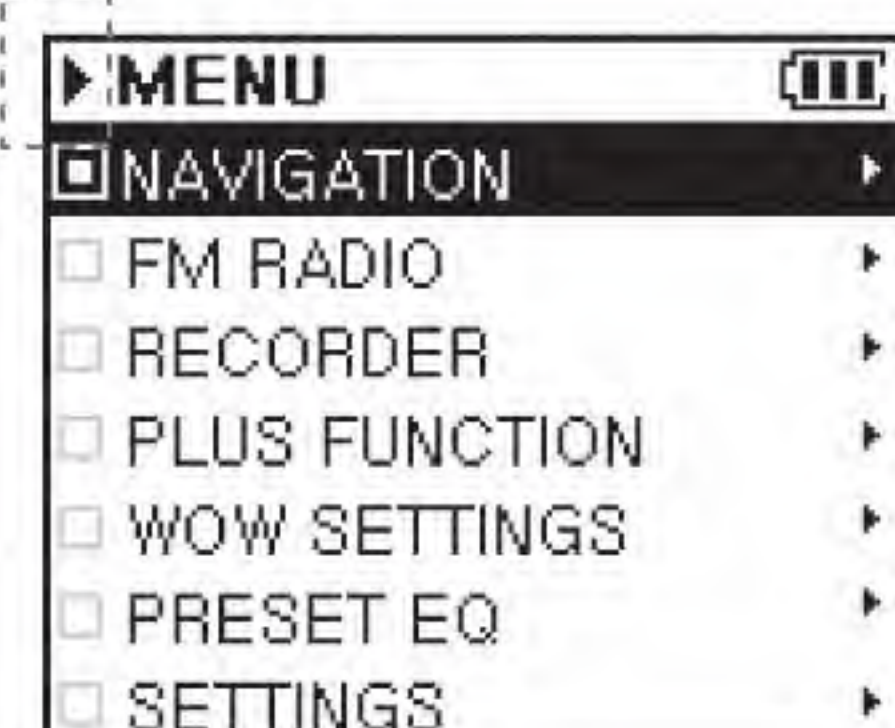 MENU
NAVIGATION
FM RADIO
RECORDER
PLUS FUNCTION
WOW SETTINGS
PRESET EQ
SETTINGS